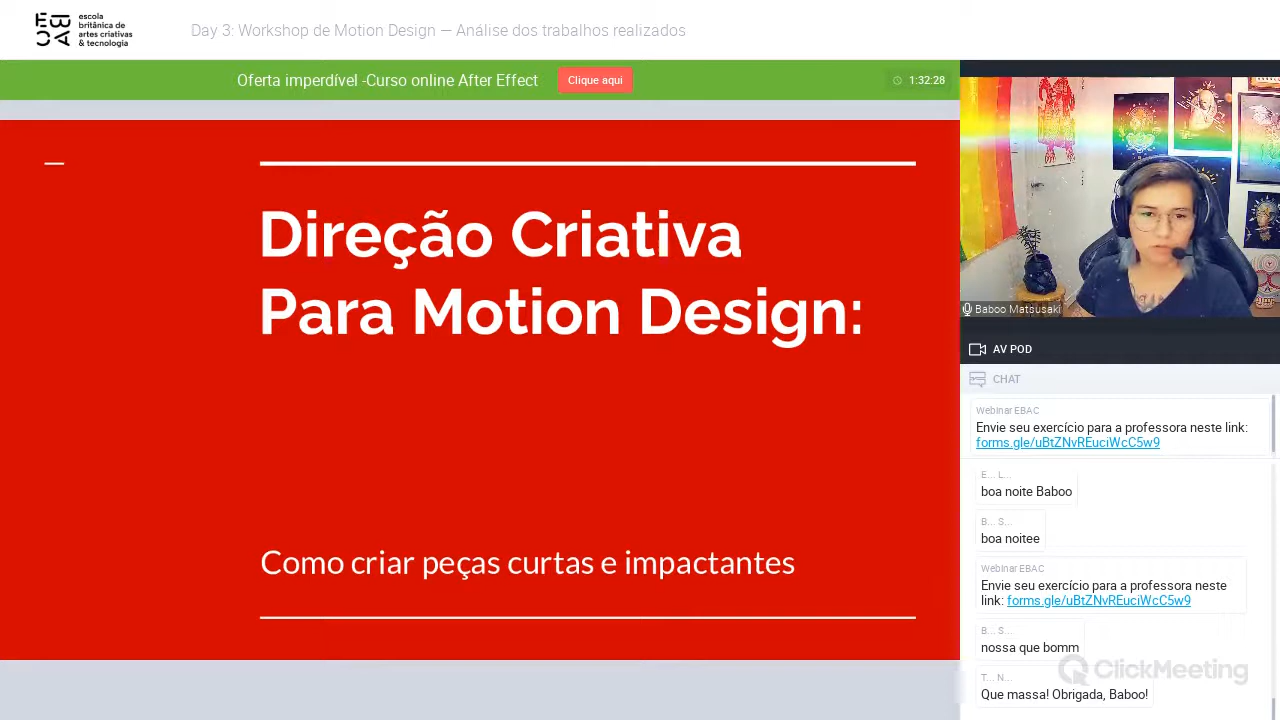 EBAC
escola
britânica de
artes criativas
& tecnologia
Day 3: Workshop de Motion Design — Análise dos trabalhos realizados
Oferta imperdível -Curso online After Effect
Clique aqui
1:32:28
Direção Criativa
Para Motion Design:
Como criar peças curtas e impactantes
Baboo Matsusaki
AV POD
CHAT
Webinar EBAC
Envie seu exercício para a professora neste link:
forms.gle/uBtZNvREuciWcC5w9
E... L...
boa noite Baboo
B... S...
boa noitee
Webinar EBAC
Envie seu exercício para a professora neste
link: forms.gle/uBtZNvREuciWcC5w9
B... S...
nossa que bomm
T... N...
Que massa! Obrigada, Baboo!
ClickMeeting